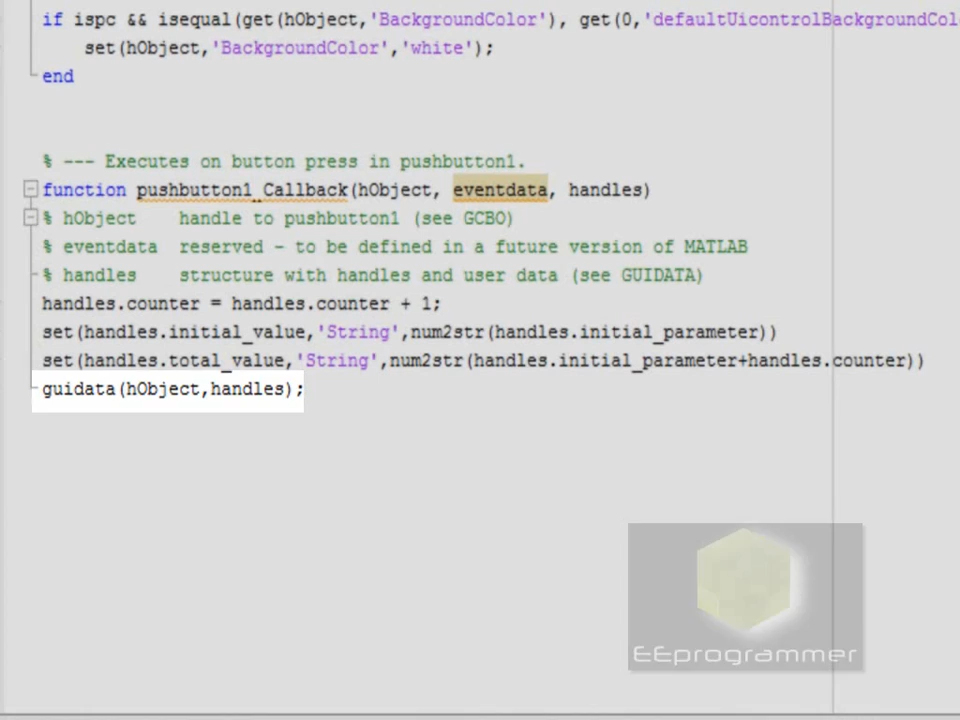 if ispc && isequal(get(hObject,'BackgroundColor'), get(0,'defaultUicontrolBackgroundCol
set(hObject,'BackgroundColor','white');
end
% --- Executes on button press in pushbutton1.
function pushbutton1_Callback(hObject, eventdata, handles)
% hObject    handle to pushbutton1 (see GCBO)
% eventdata  reserved - to be defined in a future version of MATLAB
% handles    structure with handles and user data (see GUIDATA)
handles.counter = handles.counter + 1;
set(handles.initial_value,'String',num2str(handles.initial_parameter))
set(handles.total_value,'String',num2str(handles.initial_parameter+handles.counter))
guidata(hObject,handles);
EEprogrammer